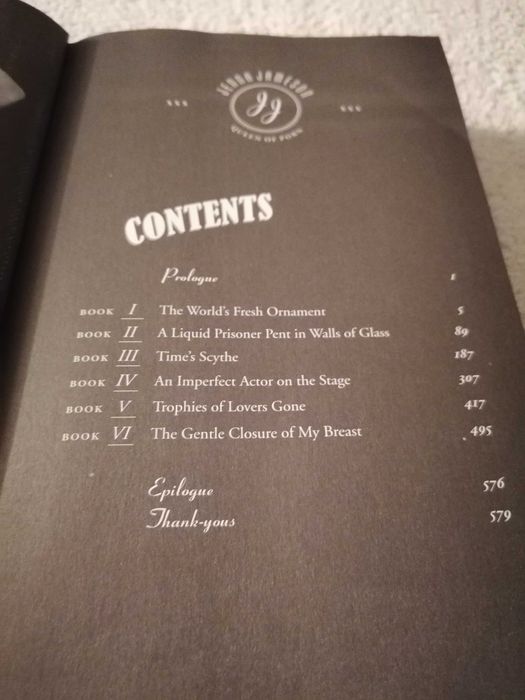 JENNA JAMESON
JJ
QUEEN OF PORN
CONTENTS
Prologue 1
BOOK I The World's Fresh Ornament 5
BOOK II A Liquid Prisoner Pent in Walls of Glass 89
BOOK III Time's Scythe 187
BOOK IV An Imperfect Actor on the Stage 307
BOOK V Trophies of Lovers Gone 417
BOOK VI The Gentle Closure of My Breast 495
Epilogue 576
Thank-yous 579